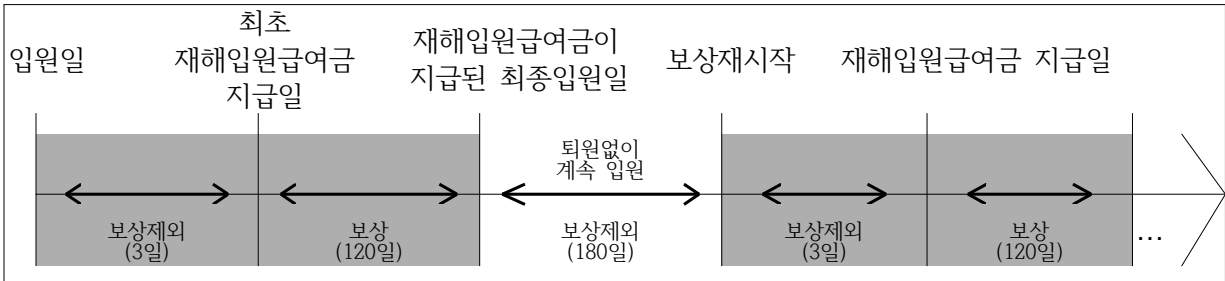 입원일
최초
재해입원급여금
지급일
재해입원급여금이
지급된 최종입원일
보상재시작
재해입원급여금 지급일
퇴원없이
계속 입원
보상제외
(3일)
보상
(120일)
보상제외
(180일)
보상제외
(3일)
보상
(120일)
...